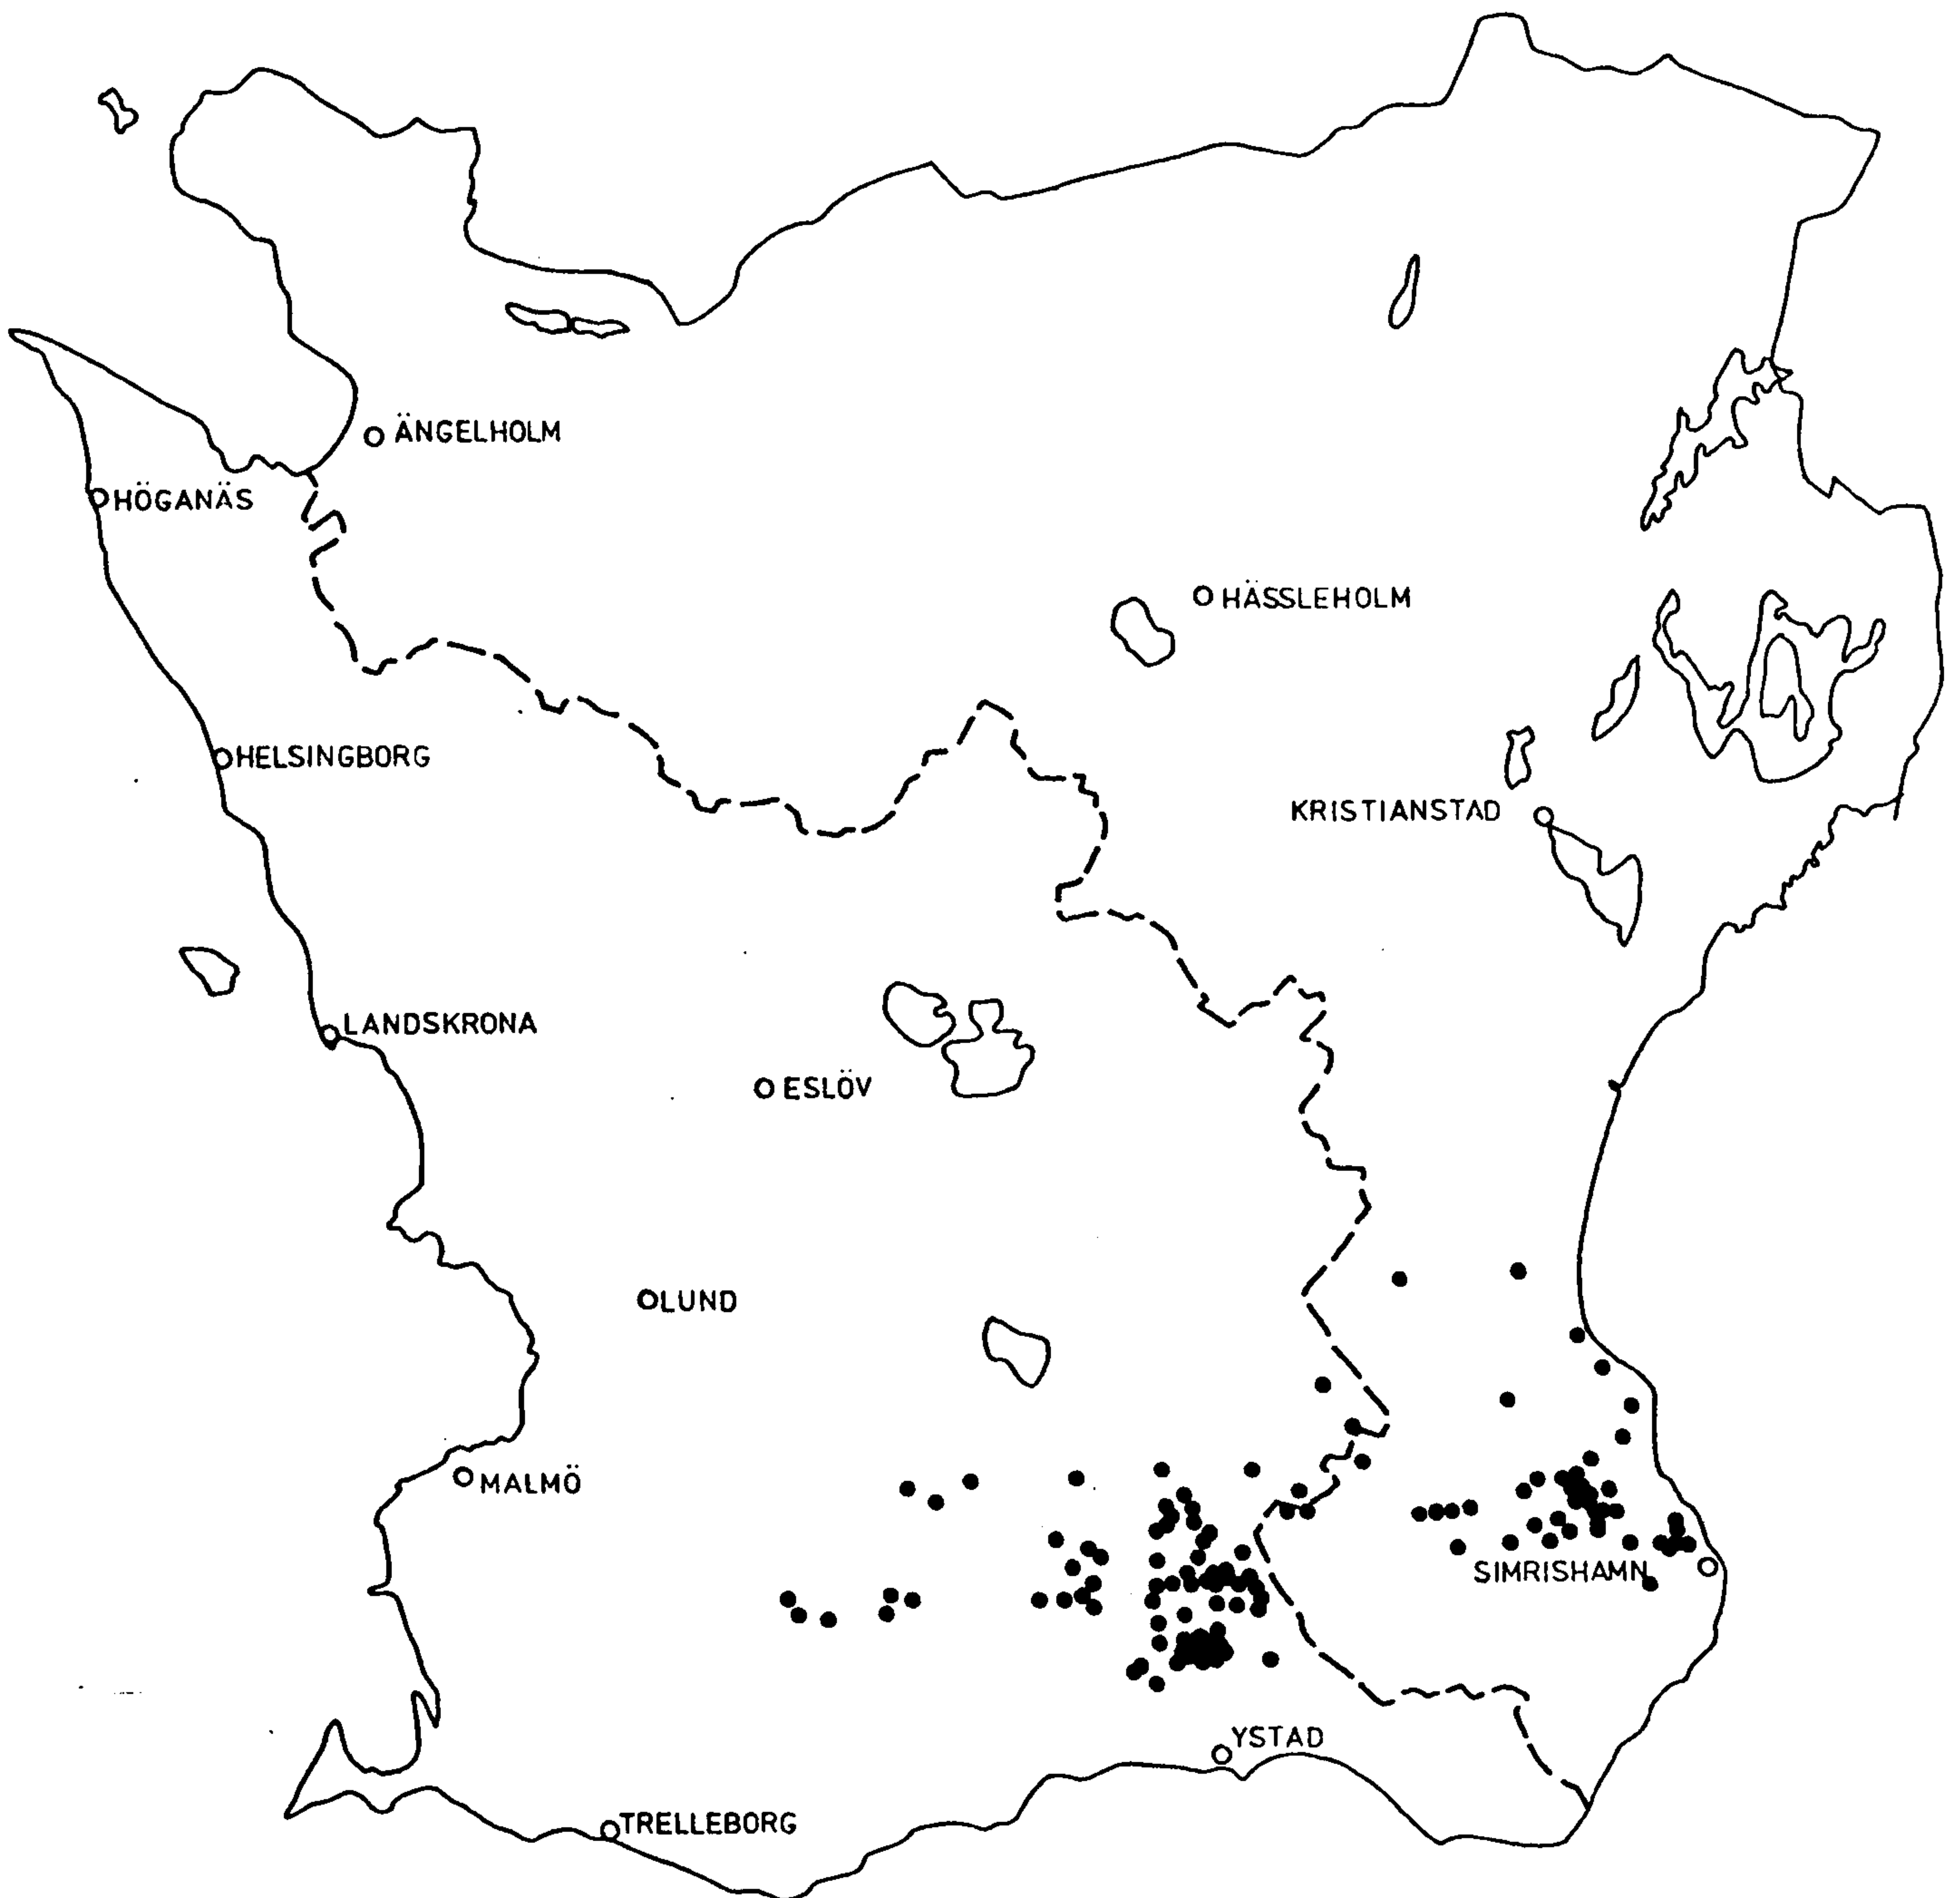 ÄNGELHOLM
HÖGANÄS
HÄSSLEHOLM
HELSINGBORG
KRISTIANSTAD
LANDSKRONA
ESLÖV
LUND
MALMÖ
SIMRISHAMN
YSTAD
TRELLEBORG